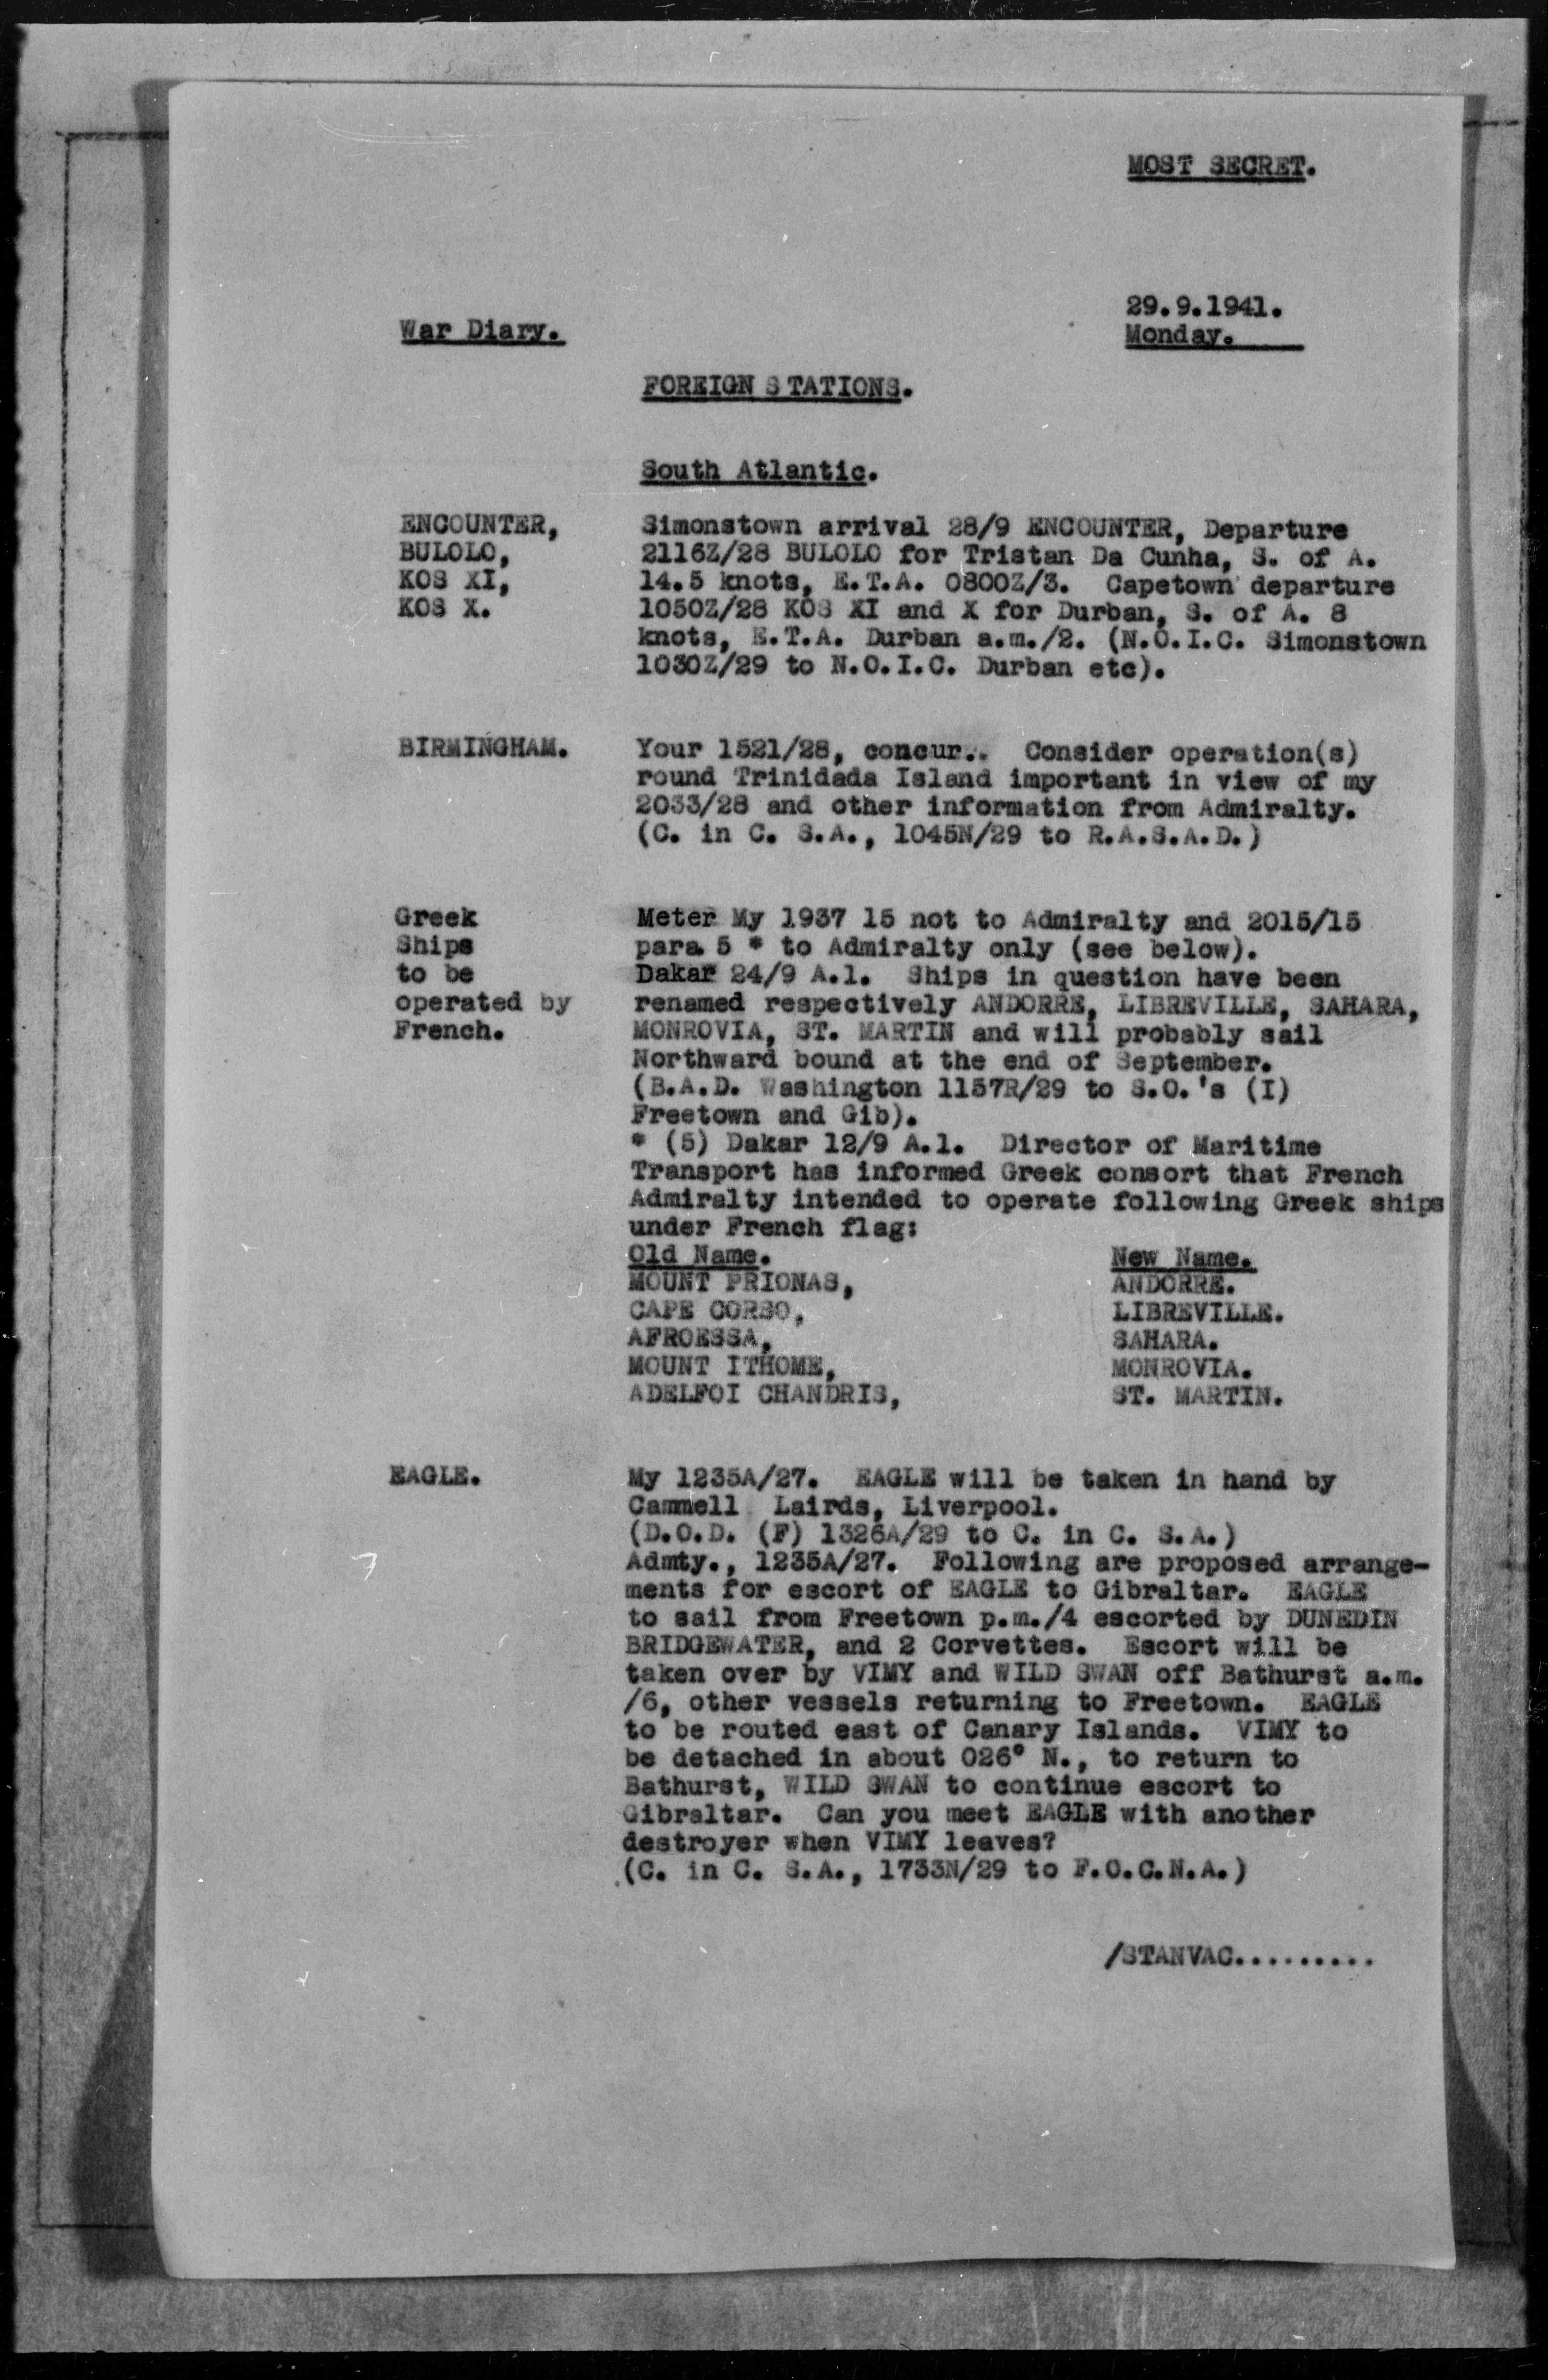 MOST SECRET.
29.9.1941.
War Diary.
Monday.
FOREIGN STATIONS.
South Atlantic.
ENCOUNTER,
BULOLO,
KOS XI,
KOS X.
Simonstown arrival 28/9 ENCOUNTER, Departure
2116Z/28 BULOLO for Tristan Da Cunha, S. of A.
14.5 knots, E.T.A. 0800Z/3. Capetown departure
1050Z/28 KOS XI and X for Durban, S. of A. 8
knots, E.T.A. Durban a.m./2. (N.O.I.C. Simonstown
1030Z/29 to N.O.I.C. Durban etc).
BIRMINGHAM.
Your 1521/28, concur.. Consider operation(s)
round Trinidada Island important in view of my
2033/28 and other information from Admiralty.
(C. in C. S.A., 1045N/29 to R.A.S.A.D.)
Greek
Ships
to be
operated by
French.
Meter My 1937 15 not to Admiralty and 2015/15
para 5 * to Admiralty only (see below).
Dakar 24/9 A.1. Ships in question have been
renamed respectively ANDORRE, LIBREVILLE, SAHARA,
MONROVIA, ST. MARTIN and will probably sail
Northward bound at the end of September.
(B.A.D. Washington 1157R/29 to S.O.'s (I)
Freetown and Gib).
* (5) Dakar 12/9 A.1. Director of Maritime
Transport has informed Greek consort that French
Admiralty intended to operate following Greek ships
under French flag:
Old Name. New Name.
MOUNT PRIONAS, ANDORRE.
CAPE CORSO, LIBREVILLE.
AFROESSA, SAHARA.
MOUNT ITHOME, MONROVIA.
ADELFOI CHANDRIS, ST. MARTIN.
EAGLE.
My 1235A/27. EAGLE will be taken in hand by
Cammell Lairds, Liverpool.
(D.O.D. (F) 1326A/29 to C. in C. S.A.)
Admty., 1235A/27. Following are proposed arrange-
ments for escort of EAGLE to Gibraltar. EAGLE
to sail from Freetown p.m./4 escorted by DUNEDIN
BRIDGEWATER, and 2 Corvettes. Escort will be
taken over by VIMY and WILD SWAN off Bathurst a.m.
/6, other vessels returning to Freetown. EAGLE
to be routed east of Canary Islands. VIMY to
be detached in about 026° N., to return to
Bathurst, WILD SWAN to continue escort to
Gibraltar. Can you meet EAGLE with another
destroyer when VIMY leaves?
(C. in C. S.A., 1733N/29 to F.O.C.N.A.)
/STANVAC.........